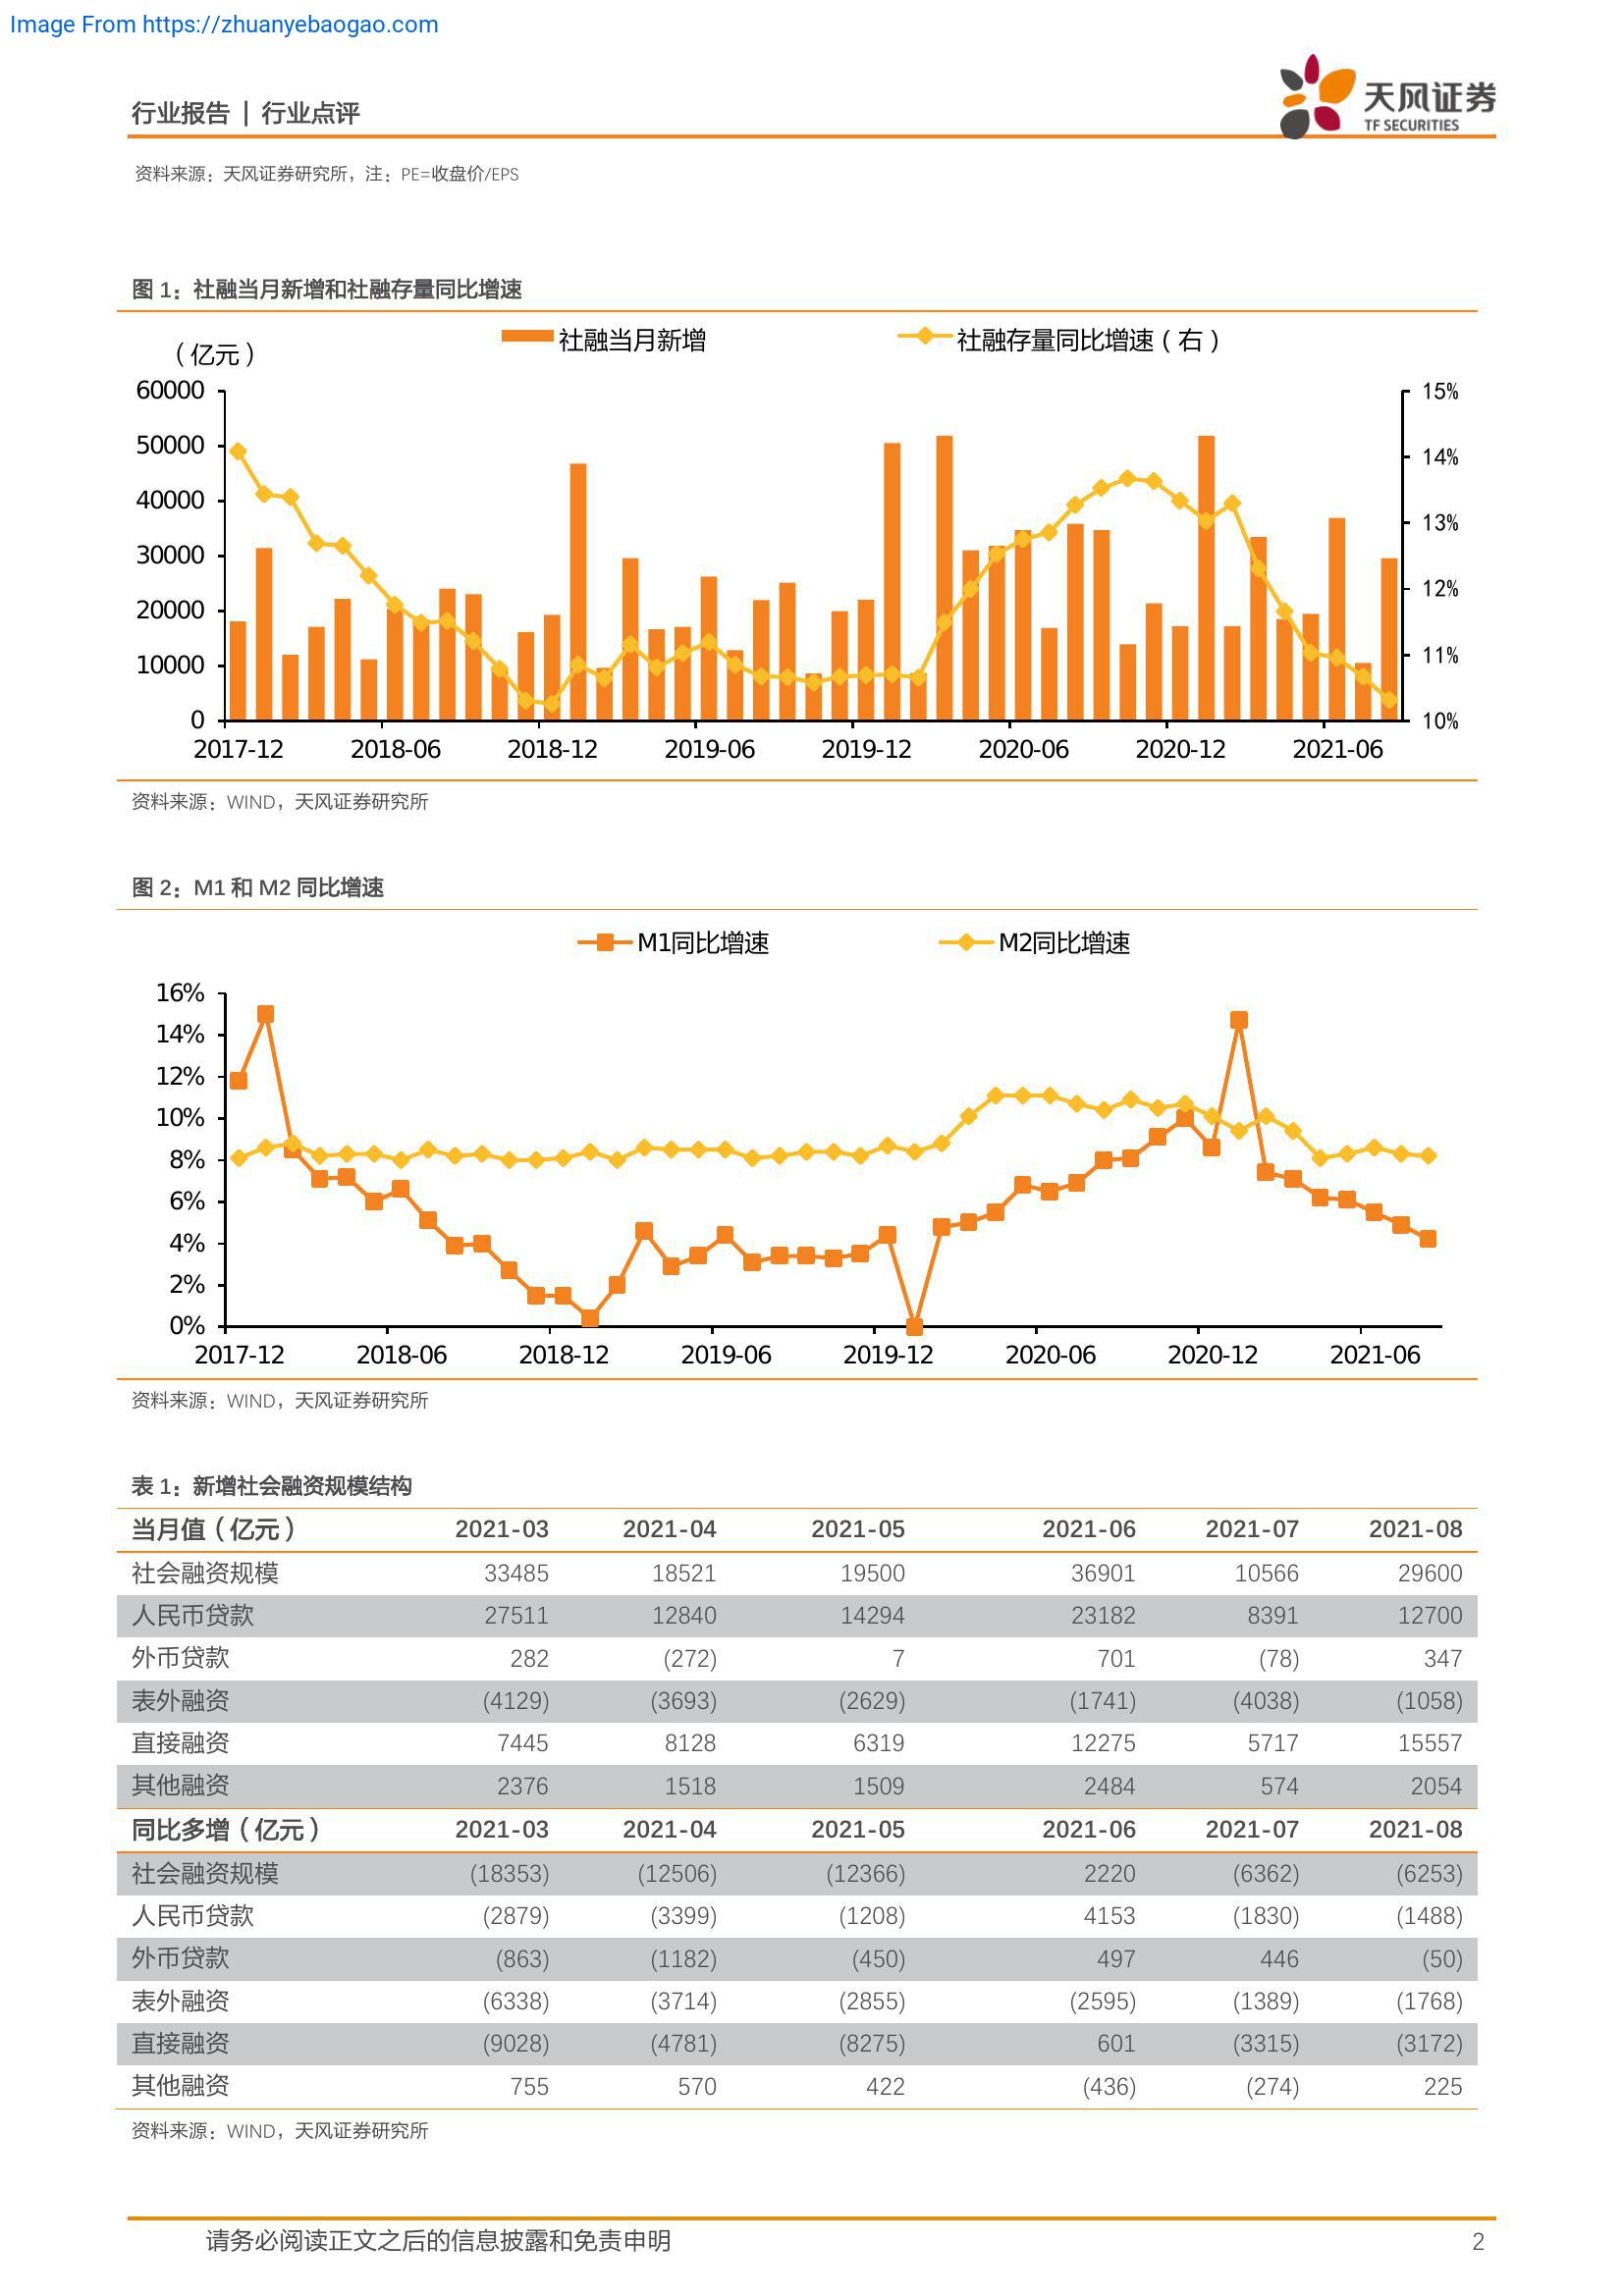 Image From https://zhuanyebaogao.com
天风证券
TF SECURITIES
行业报告 | 行业点评
资料来源：天风证券研究所，注：PE=收盘价/EPS
图 1：社融当月新增和社融存量同比增速
（亿元） 社融当月新增 社融存量同比增速（右）
60000 15%
50000 14%
40000 13%
30000 12%
20000 11%
10000 10%
0
2017-12 2018-06 2018-12 2019-06 2019-12 2020-06 2020-12 2021-06
资料来源：WIND，天风证券研究所
图 2：M1 和 M2 同比增速
M1同比增速 M2同比增速
16%
14%
12%
10%
8%
6%
4%
2%
0%
2017-12 2018-06 2018-12 2019-06 2019-12 2020-06 2020-12 2021-06
资料来源：WIND，天风证券研究所
表 1：新增社会融资规模结构
当月值（亿元） 2021-03 2021-04 2021-05 2021-06 2021-07 2021-08
社会融资规模 33485 18521 19500 36901 10566 29600
人民币贷款 27511 12840 14294 23182 8391 12700
外币贷款 282 (272) 7 701 (78) 347
表外融资 (4129) (3693) (2629) (1741) (4038) (1058)
直接融资 7445 8128 6319 12275 5717 15557
其他融资 2376 1518 1509 2484 574 2054
同比多增（亿元） 2021-03 2021-04 2021-05 2021-06 2021-07 2021-08
社会融资规模 (18353) (12506) (12366) 2220 (6362) (6253)
人民币贷款 (2879) (3399) (1208) 4153 (1830) (1488)
外币贷款 (863) (1182) (450) 497 446 (50)
表外融资 (6338) (3714) (2855) (2595) (1389) (1768)
直接融资 (9028) (4781) (8275) 601 (3315) (3172)
其他融资 755 570 422 (436) (274) 225
资料来源：WIND，天风证券研究所
请务必阅读正文之后的信息披露和免责申明 2